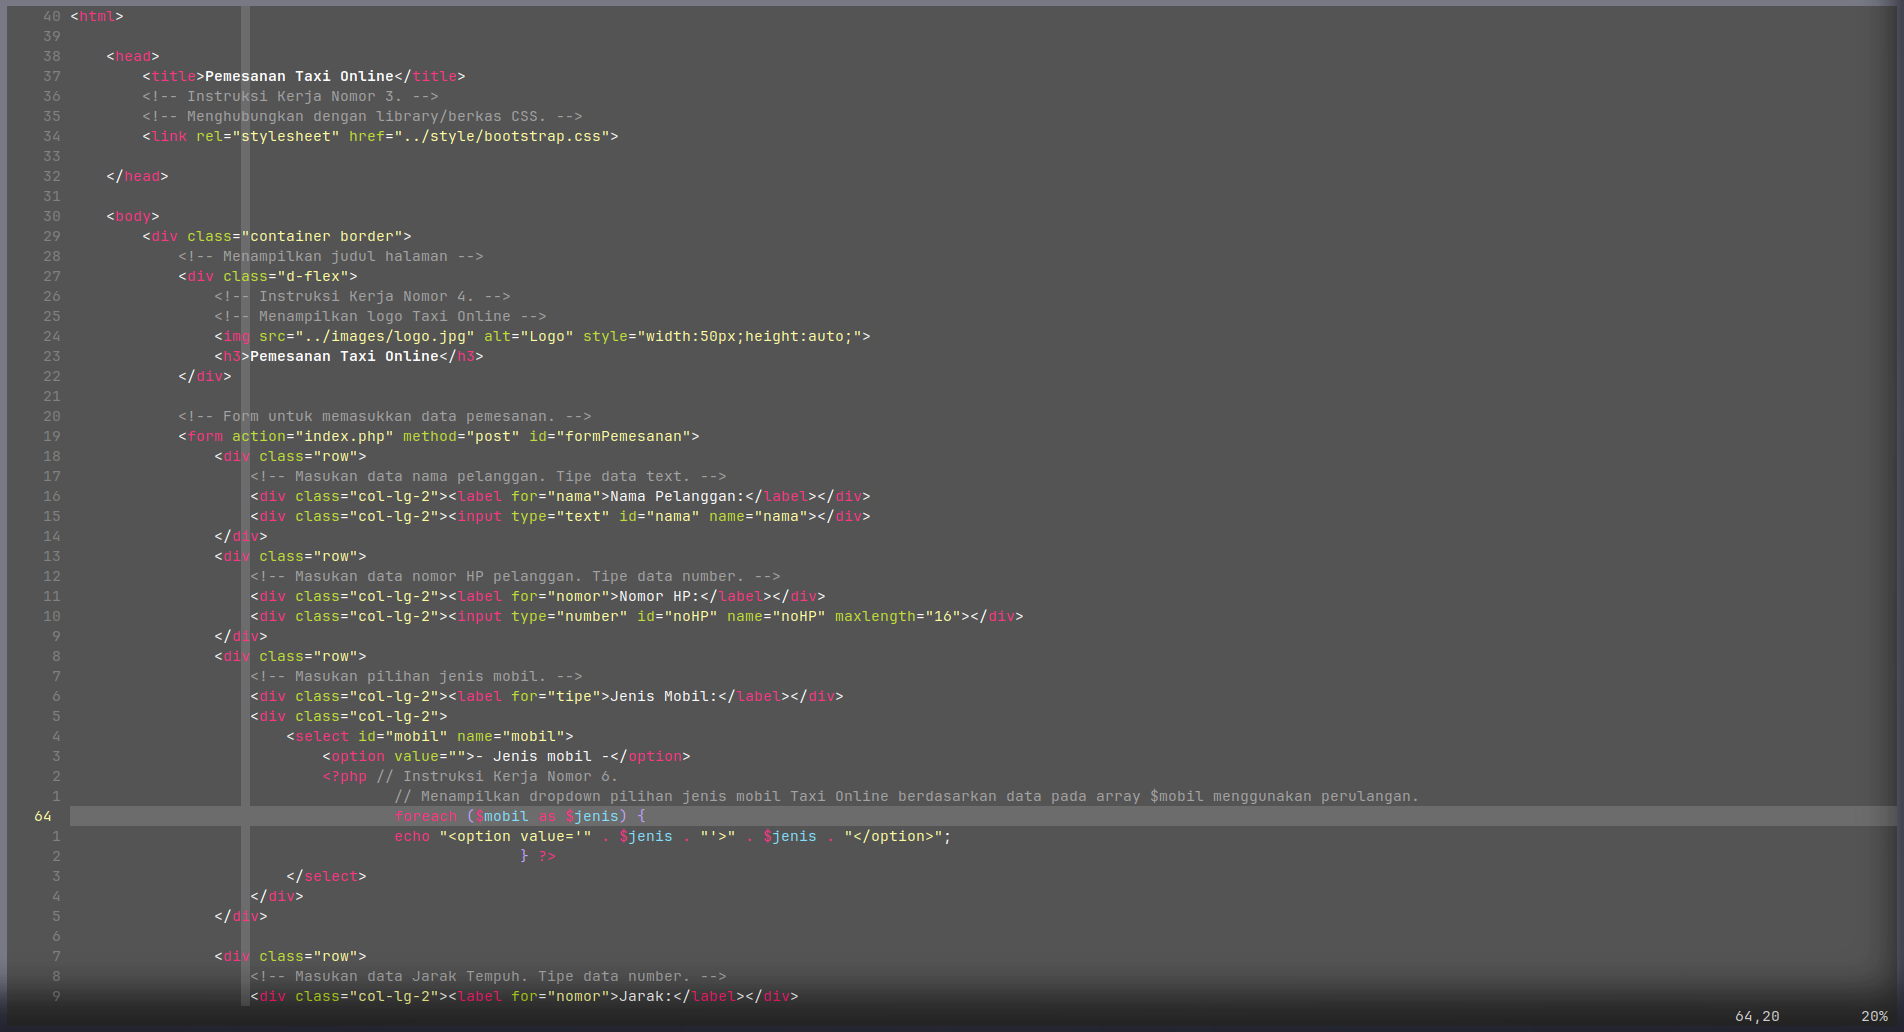 40 <html>
39
38     <head>
37         <title>Pemesanan Taxi Online</title>
36         <!-- Instruksi Kerja Nomor 3. -->
35         <!-- Menghubungkan dengan library/berkas CSS. -->
34         <link rel="stylesheet" href="../style/bootstrap.css">
33
32     </head>
31
30     <body>
29         <div class="container border">
28             <!-- Menampilkan judul halaman -->
27             <div class="d-flex">
26                 <!-- Instruksi Kerja Nomor 4. -->
25                 <!-- Menampilkan logo Taxi Online -->
24                 <img src="../images/logo.jpg" alt="Logo" style="width:50px;height:auto;">
23                 <h3>Pemesanan Taxi Online</h3>
22             </div>
21
20             <!-- Form untuk memasukkan data pemesanan. -->
19             <form action="index.php" method="post" id="formPemesanan">
18                 <div class="row">
17                     <!-- Masukan data nama pelanggan. Tipe data text. -->
16                     <div class="col-lg-2"><label for="nama">Nama Pelanggan:</label></div>
15                     <div class="col-lg-2"><input type="text" id="nama" name="nama"></div>
14                 </div>
13                 <div class="row">
12                     <!-- Masukan data nomor HP pelanggan. Tipe data number. -->
11                     <div class="col-lg-2"><label for="nomor">Nomor HP:</label></div>
10                     <div class="col-lg-2"><input type="number" id="noHP" name="noHP" maxlength="16"></div>
9                 </div>
8                 <div class="row">
7                     <!-- Masukan pilihan jenis mobil. -->
6                     <div class="col-lg-2"><label for="tipe">Jenis Mobil:</label></div>
5                     <div class="col-lg-2">
4                         <select id="mobil" name="mobil">
3                             <option value="">- Jenis mobil -</option>
2                             <?php // Instruksi Kerja Nomor 6.
1                                     // Menampilkan dropdown pilihan jenis mobil Taxi Online berdasarkan data pada array $mobil menggunakan perulangan.
64                                     foreach ($mobil as $jenis) {
1                                     echo "<option value='" . $jenis . "'>" . $jenis . "</option>";
2                                                   } ?>
3                         </select>
4                     </div>
5                 </div>
6
7                 <div class="row">
8                     <!-- Masukan data Jarak Tempuh. Tipe data number. -->
9                     <div class="col-lg-2"><label for="nomor">Jarak:</label></div>
64,20 20%